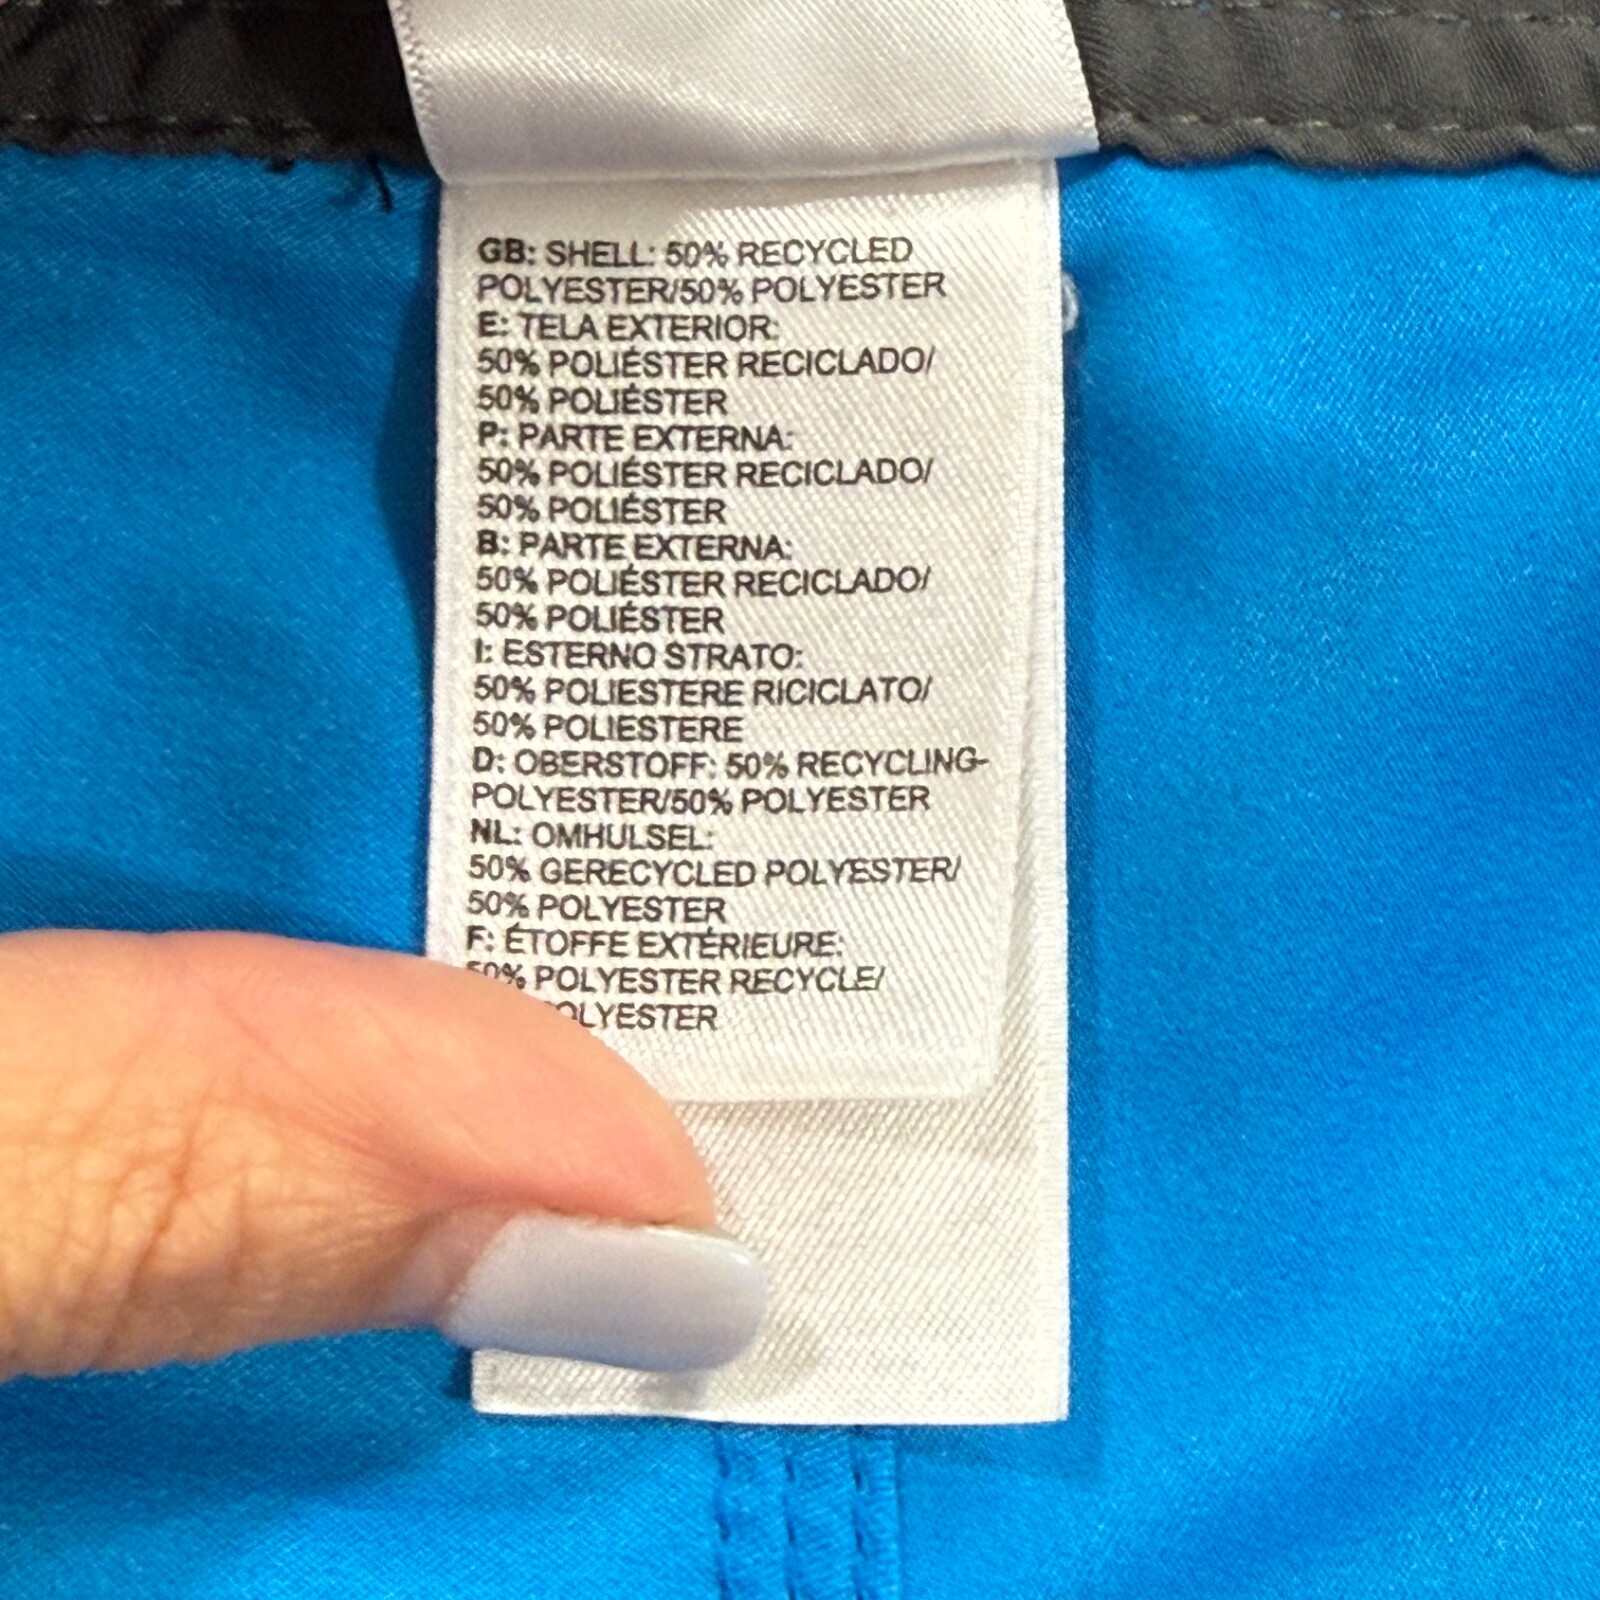 GB: SHELL: 50% RECYCLED
POLYESTER/50% POLYESTER
E: TELA EXTERIOR:
50% POLIÉSTER RECICLADO/
50% POLIÉSTER
P: PARTE EXTERNA:
50% POLIÉSTER RECICLADO/
50% POLIÉSTER
B: PARTE EXTERNA:
50% POLIÉSTER RECICLADO/
50% POLIÉSTER
I: ESTERNO STRATO:
50% POLIESTERE RICICLATO/
50% POLIESTERE
D: OBERSTOFF: 50% RECYCLING-
POLYESTER/50% POLYESTER
NL: OMHULSEL:
50% GERECYCLED POLYESTER/
50% POLYESTER
F: ÉTOFFE EXTÉRIEURE:
50% POLYESTER RECYCLE/
OLYESTER